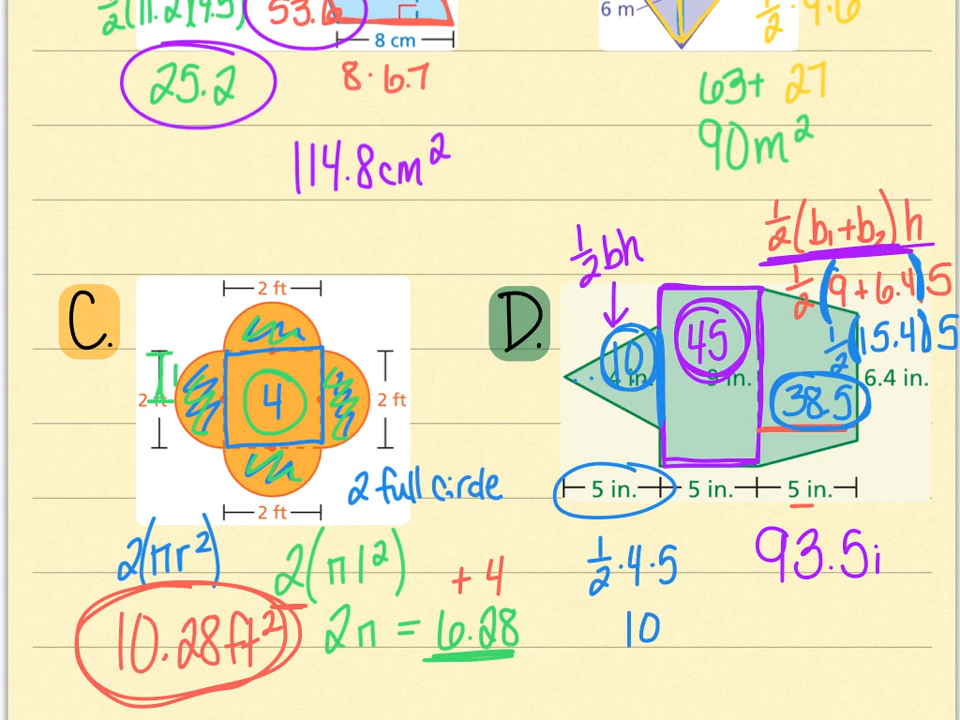 53.6
8 cm
25.2
8 · 6.7
114.8cm²
6 m
½ · 9 · 6
63 + 27
90m²
C.
2 ft
1
2 ft
4
2 ft
2 full circle
2 ft
2(πr²)
2(π1²) + 4
2π = 6.28
10.28ft²
D.
½bh
½(b₁+b₂)h
½(9+6.4)5
½(15.4)5
10
4 in.
45
9 in.
38.5
6.4 in.
5 in.
5 in.
5 in.
½·4·5
10
93.5i